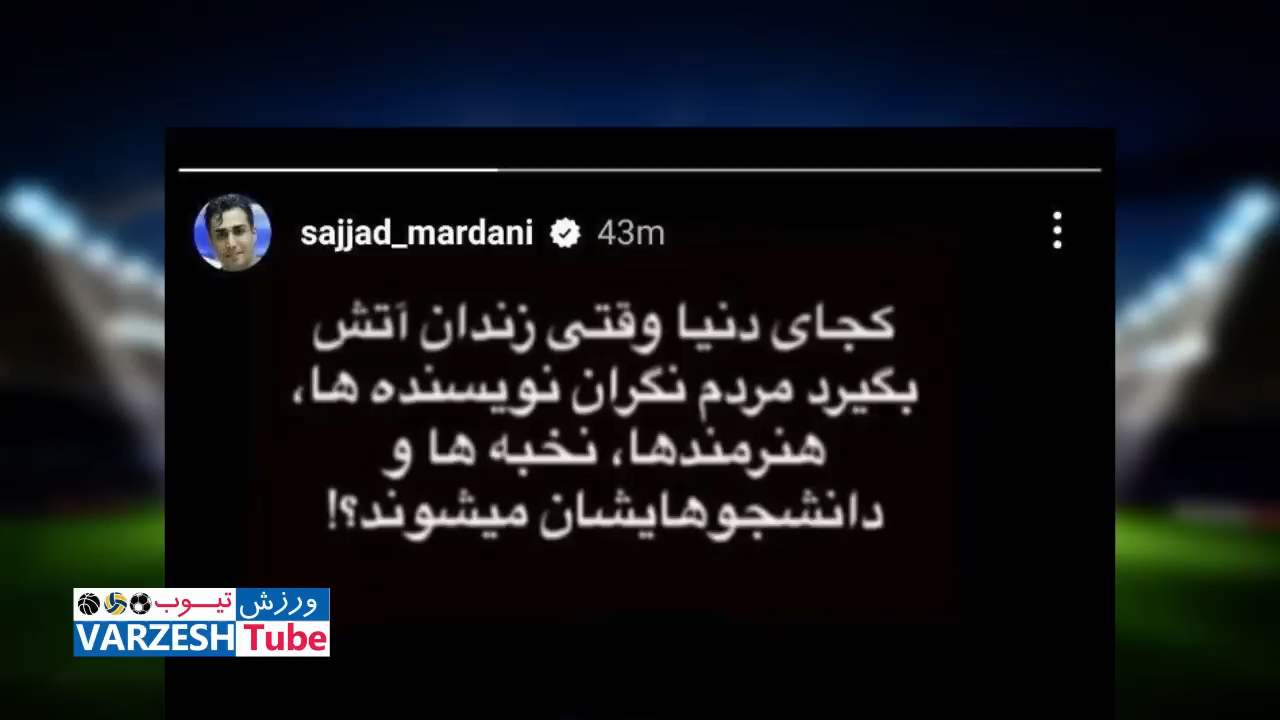 sajjad_mardani 43m
کجای دنیا وقتی زندان آتش
بگیرد مردم نگران نویسنده ها،
هنرمندها، نخبه ها و
دانشجوهایشان میشوند؟!
ورزش تیوب
VARZESH Tube